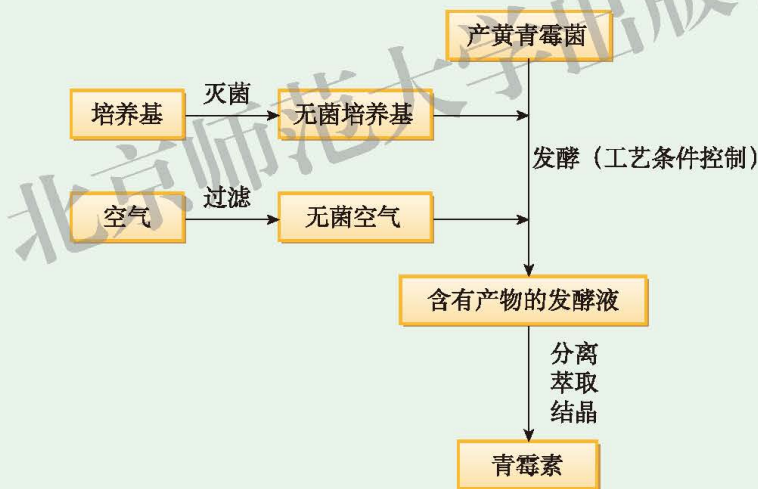 产黄青霉菌
培养基
灭菌
无菌培养基
发酵（工艺条件控制）
空气
过滤
无菌空气
含有产物的发酵液
分离
萃取
结晶
青霉素
北京师范大学出版